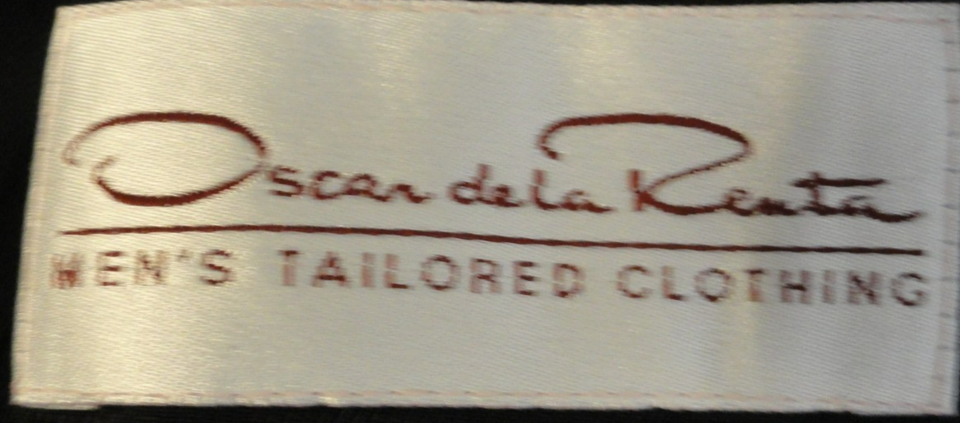 Oscar de la Renta
MEN'S TAILORED CLOTHING